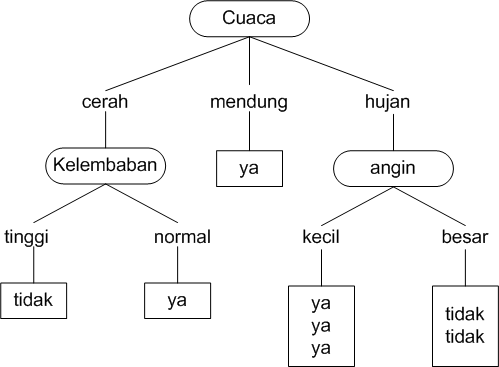 Cuaca
cerah mendung hujan
Kelembaban ya angin
tinggi normal kecil besar
tidak ya ya tidak
ya tidak
ya